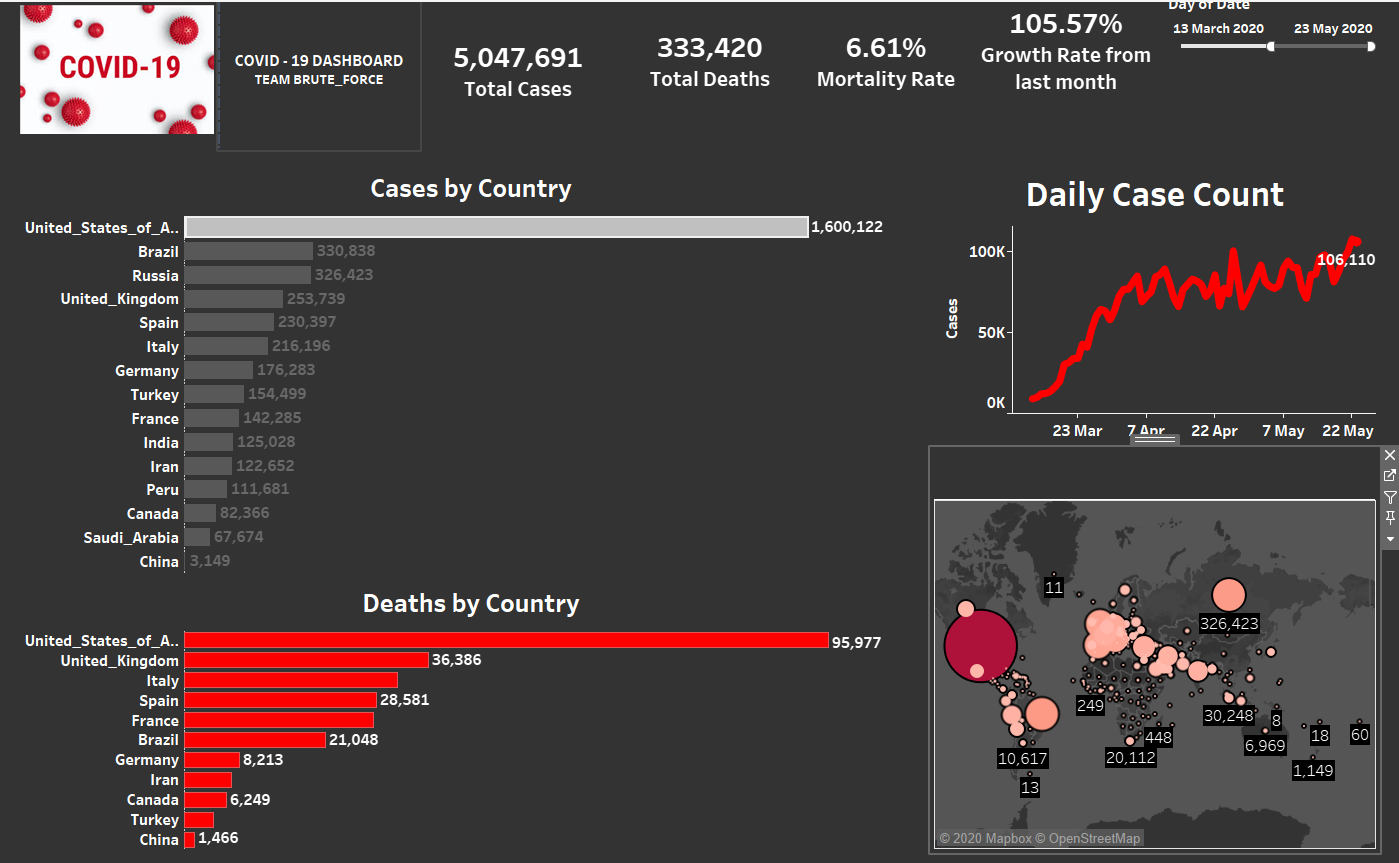 COVID-19
COVID - 19 DASHBOARD
TEAM BRUTE_FORCE
5,047,691
Total Cases
333,420
Total Deaths
6.61%
Mortality Rate
105.57%
Growth Rate from
last month
Day of Date
13 March 2020 23 May 2020
Cases by Country
United_States_of_A.. 1,600,122
Brazil 330,838
Russia 326,423
United_Kingdom 253,739
Spain 230,397
Italy 216,196
Germany 176,283
Turkey 154,499
France 142,285
India 125,028
Iran 122,652
Peru 111,681
Canada 82,366
Saudi_Arabia 67,674
China 3,149
Deaths by Country
United_States_of_A.. 95,977
United_Kingdom 36,386
Italy
Spain 28,581
France
Brazil 21,048
Germany 8,213
Iran
Canada 6,249
Turkey
China 1,466
Daily Case Count
Cases
100K
106,110
50K
0K
23 Mar 7 Apr 22 Apr 7 May 22 May
11
326,423
249
30,248
8
448
18
60
6,969
10,617
20,112
1,149
13
© 2020 Mapbox © OpenStreetMap